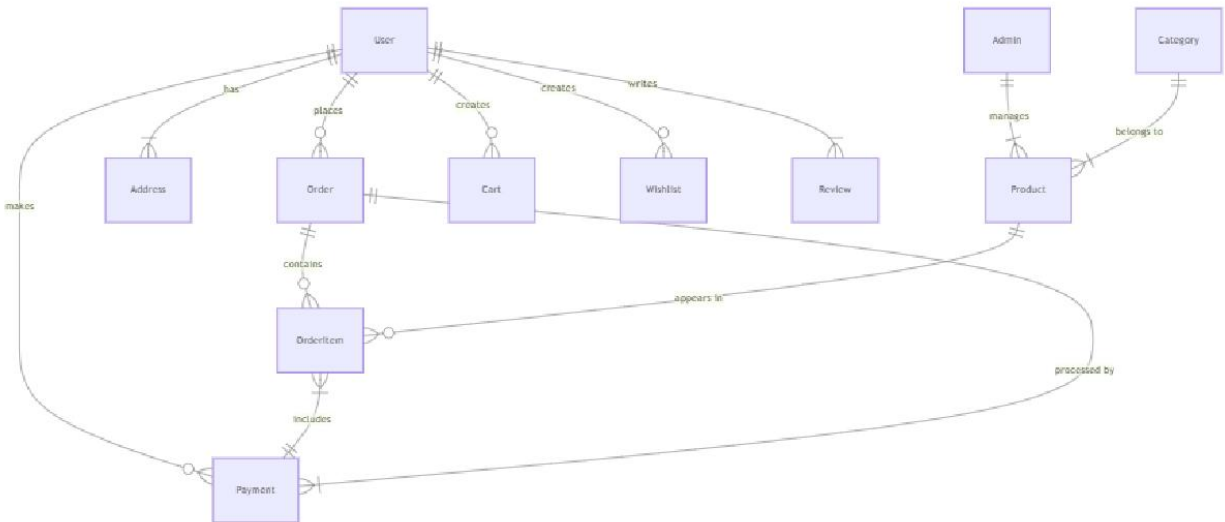 User
Admin
Category
has
places
creates
creates
writes
manages
belongs to
Address
Order
Cart
Wishlist
Review
Product
makes
contains
appears in
OrderItem
processed by
includes
Payment